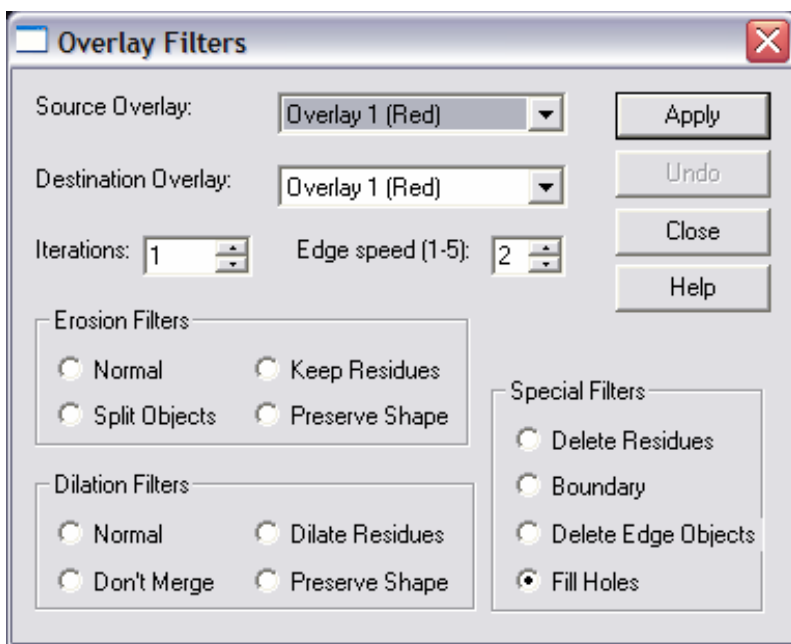 Overlay Filters
Source Overlay: Overlay 1 (Red) Apply
Destination Overlay: Overlay 1 (Red) Undo
Iterations: 1 Edge speed (1-5): 2 Close
Help
Erosion Filters
Normal Keep Residues
Split Objects Preserve Shape
Dilation Filters
Normal Dilate Residues
Don't Merge Preserve Shape
Special Filters
Delete Residues
Boundary
Delete Edge Objects
Fill Holes